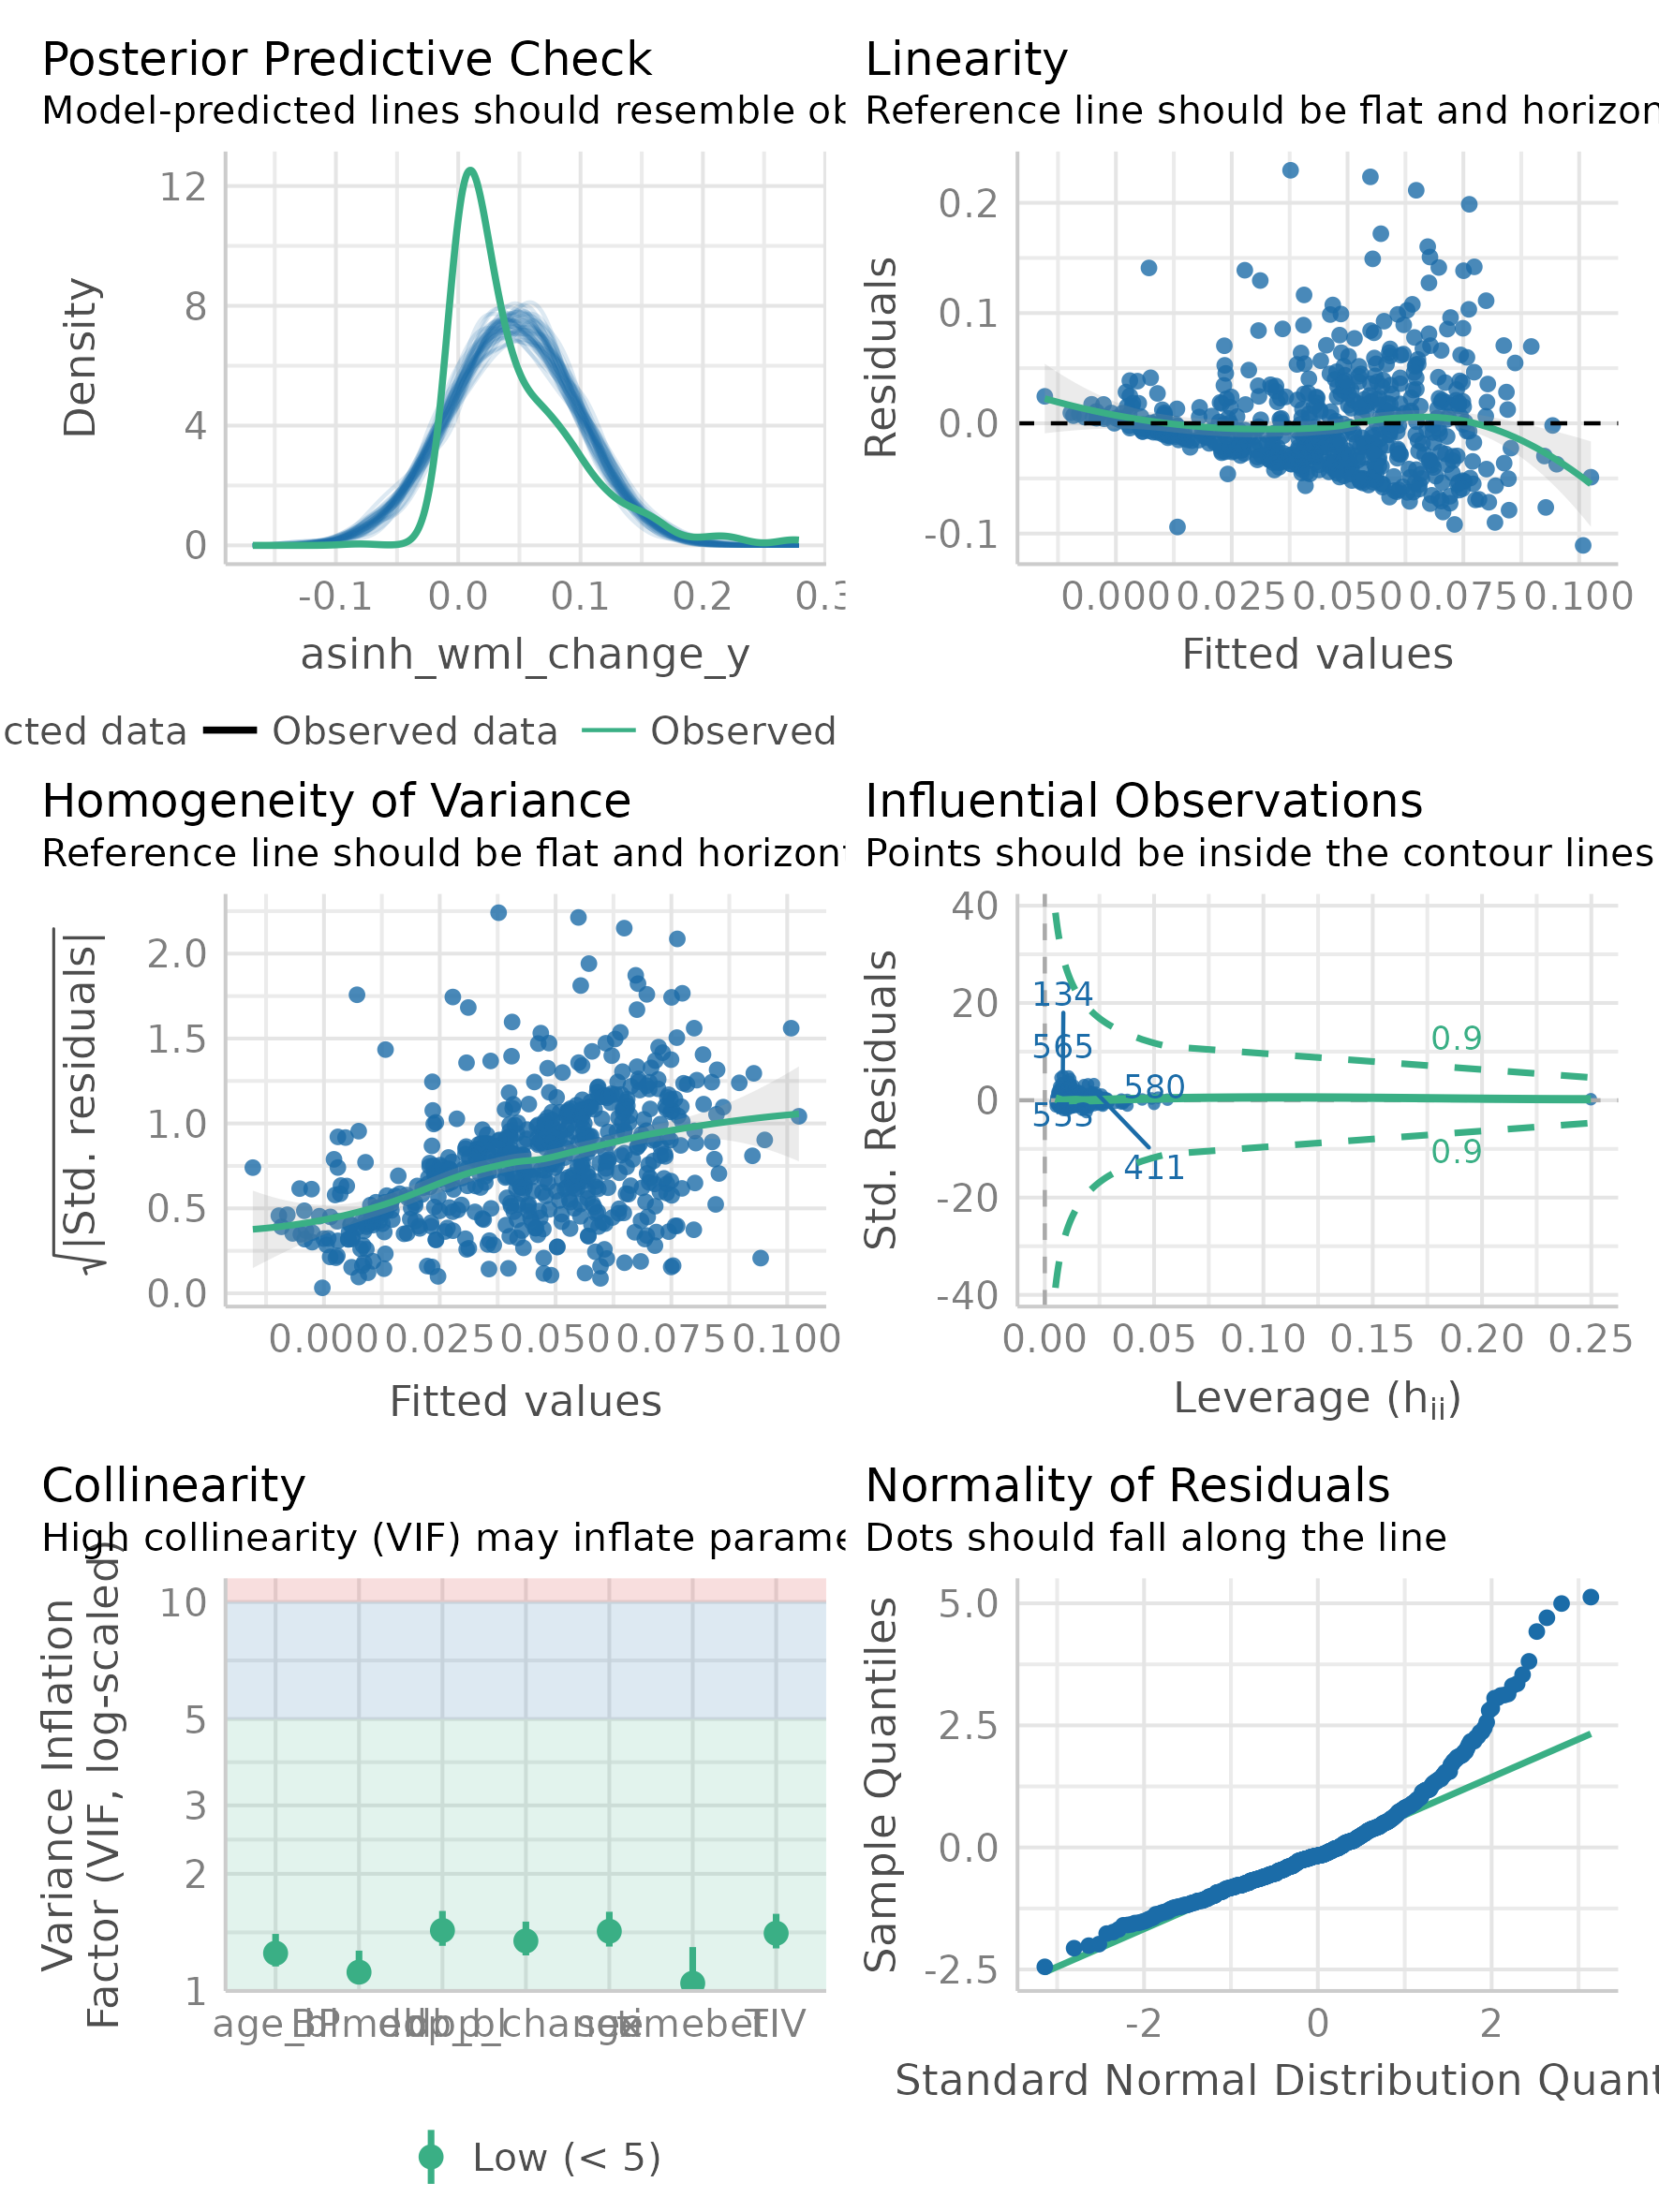 Posterior Predictive Check
Model-predicted lines should resemble ob
Density
12
8
4
0
-0.1 0.0 0.1 0.2 0.3
asinh_wml_change_y
cted data Observed data Observed
Linearity
Reference line should be flat and horizon
Residuals
0.2
0.1
0.0
-0.1
0.000 0.025 0.050 0.075 0.100
Fitted values
Homogeneity of Variance
Reference line should be flat and horizont
√|Std. residuals|
2.0
1.5
1.0
0.5
0.0
0.000 0.025 0.050 0.075 0.100
Fitted values
Influential Observations
Points should be inside the contour lines
Std. Residuals
40
20
0
-20
-40
134
565
580
411
0.9
0.9
0.00 0.05 0.10 0.15 0.20 0.25
Leverage (hii)
Collinearity
High collinearity (VIF) may inflate parame
Variance Inflation
Factor (VIF, log-scaled)
10
5
3
2
1
TIV
Low (< 5)
Normality of Residuals
Dots should fall along the line
Sample Quantiles
5.0
2.5
0.0
-2.5
-2 0 2
Standard Normal Distribution Quant